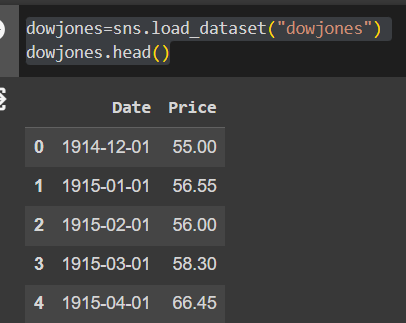 dowjones=sns.load_dataset("dowjones")
dowjones.head()
Date Price
0 1914-12-01 55.00
1 1915-01-01 56.55
2 1915-02-01 56.00
3 1915-03-01 58.30
4 1915-04-01 66.45